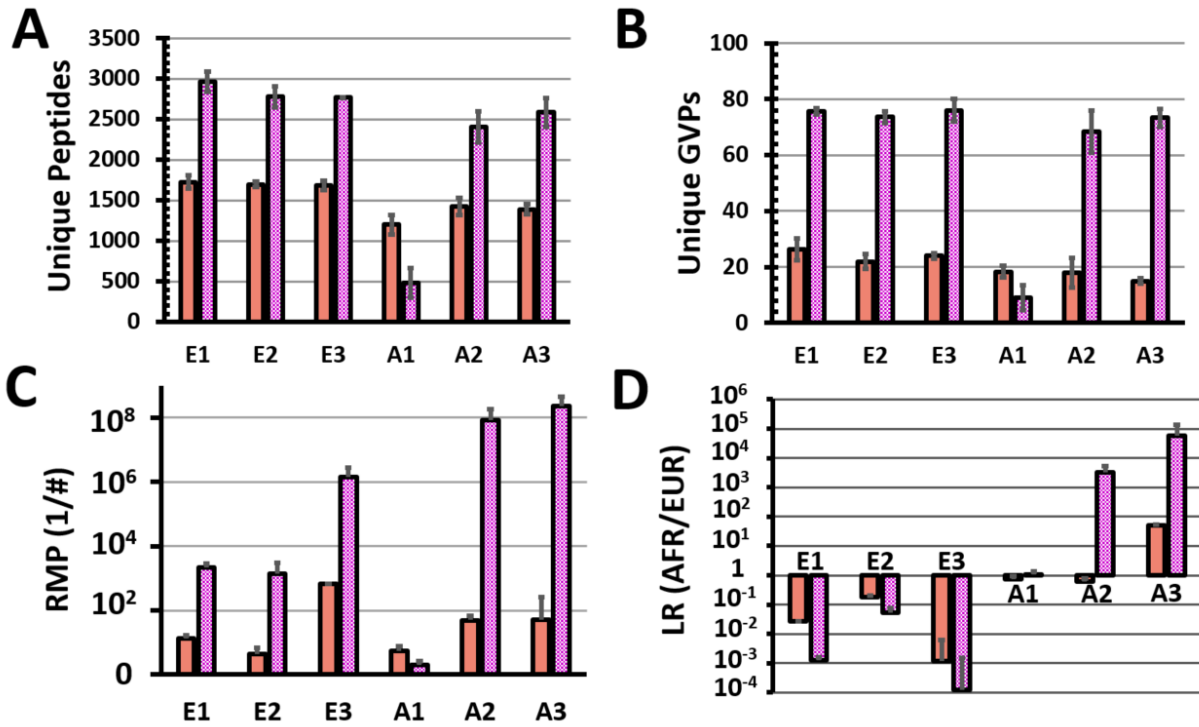 A
Unique Peptides
3500
3000
2500
2000
1500
1000
500
0
E1 E2 E3 A1 A2 A3
B
Unique GVPs
100
80
60
40
20
0
E1 E2 E3 A1 A2 A3
C
RMP (1/#)
10⁸
10⁶
10⁴
10²
0
E1 E2 E3 A1 A2 A3
D
LR (AFR/EUR)
10⁶
10⁵
10⁴
10³
10²
10¹
1
10⁻¹
10⁻²
10⁻³
10⁻⁴
E1 E2 E3 A1 A2 A3